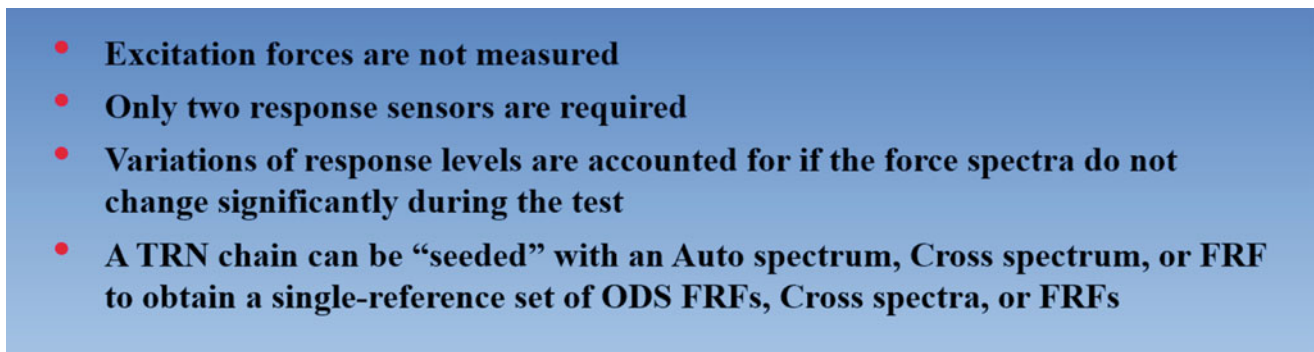 • Excitation forces are not measured
• Only two response sensors are required
• Variations of response levels are accounted for if the force spectra do not
change significantly during the test
• A TRN chain can be “seeded” with an Auto spectrum, Cross spectrum, or FRF
to obtain a single-reference set of ODS FRFs, Cross spectra, or FRFs